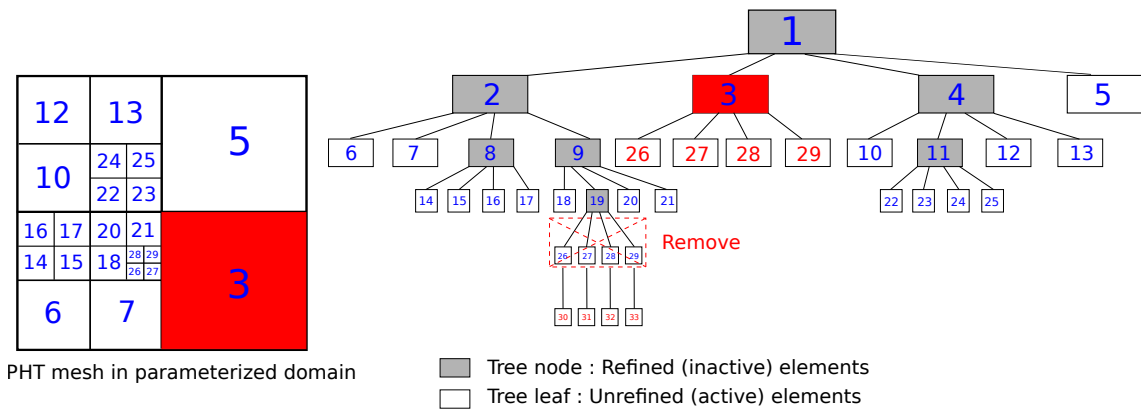 1
2 3 4 5
6 7 8 9 26 27 28 29 10 11 12 13
14 15 16 17 18 19 20 21 22 23 24 25
Remove
26 27 28 29
30 31 32 33
12 13 5
10 24 25
22 23
16 17 20 21 3
14 15 18 28 29
26 27
6 7
PHT mesh in parameterized domain
Tree node : Refined (inactive) elements
Tree leaf : Unrefined (active) elements